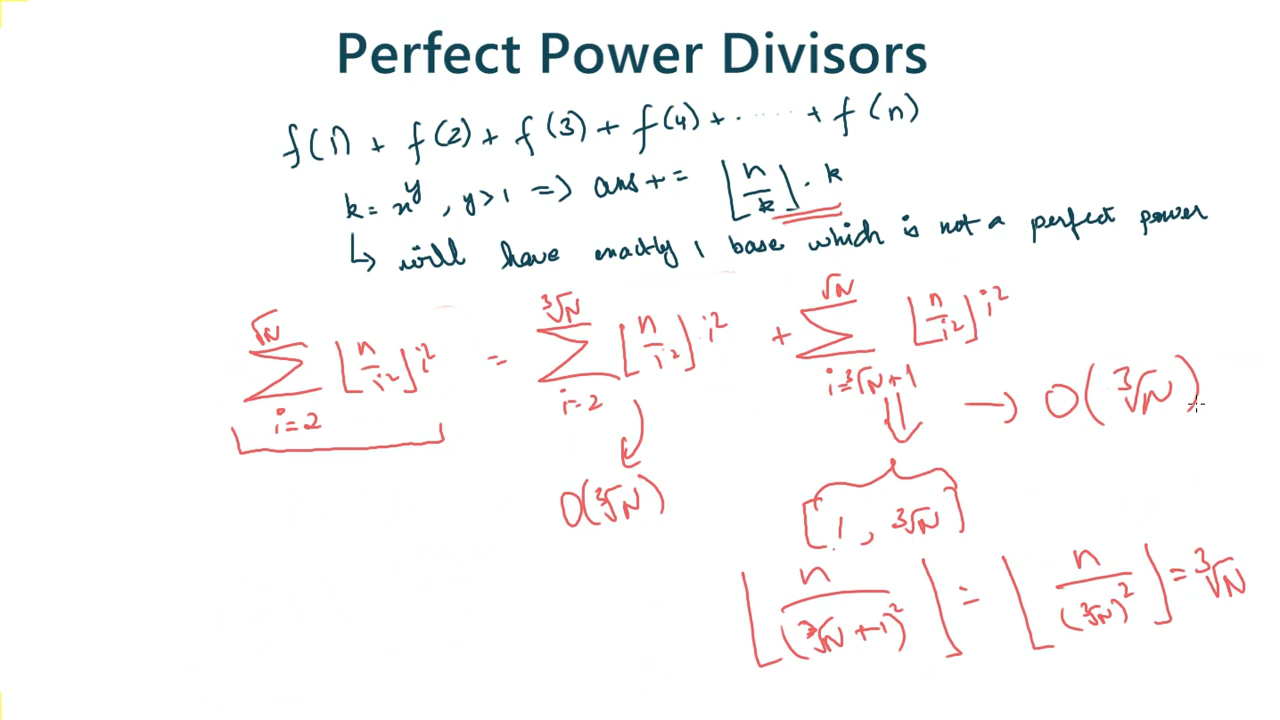 Perfect Power Divisors
f(1) + f(2) + f(3) + f(4) + ..... + f(n)
k = x^y, y>1 => ans += ⌊n/k⌋ · k
↳ will have exactly 1 base which is not a perfect power
∑_{i=2}^{√N} ⌊n/i²⌋ i² = ∑_{i=2}^{∛N} ⌊n/i²⌋ i² + ∑_{i=∛N+1}^{√N} ⌊n/i²⌋ i²
→ O(∛N)
O(∛N)
[1, ∛N]
⌊n/(∛N+1)²⌋ = ⌊n/(∛N)²⌋ = ∛N